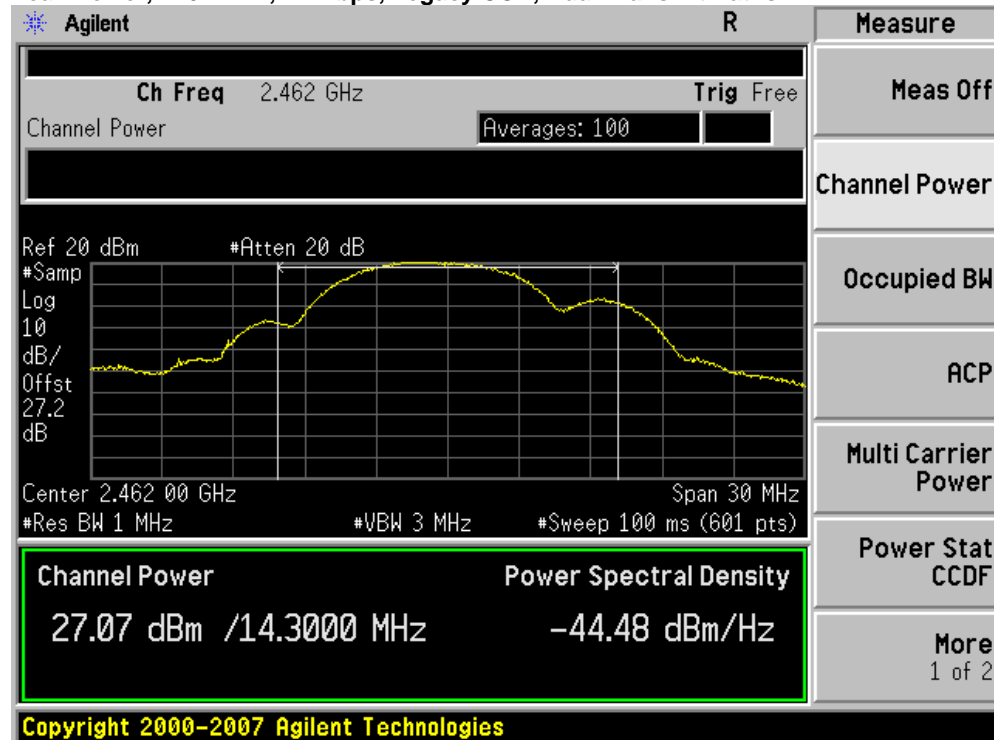 Agilent R Measure
Ch Freq 2.462 GHz Trig Free
Meas Off
Channel Power Averages: 100
Channel Power
Ref 20 dBm #Atten 20 dB
#Samp
Log
10
dB/
Offst
27.2
dB
Occupied BW
ACP
Center 2.462 00 GHz Span 30 MHz
#Res BW 1 MHz #VBW 3 MHz #Sweep 100 ms (601 pts)
Multi Carrier
Power
Channel Power Power Spectral Density
27.07 dBm /14.3000 MHz -44.48 dBm/Hz
Power Stat
CCDF
More
1 of 2
Copyright 2000-2007 Agilent Technologies